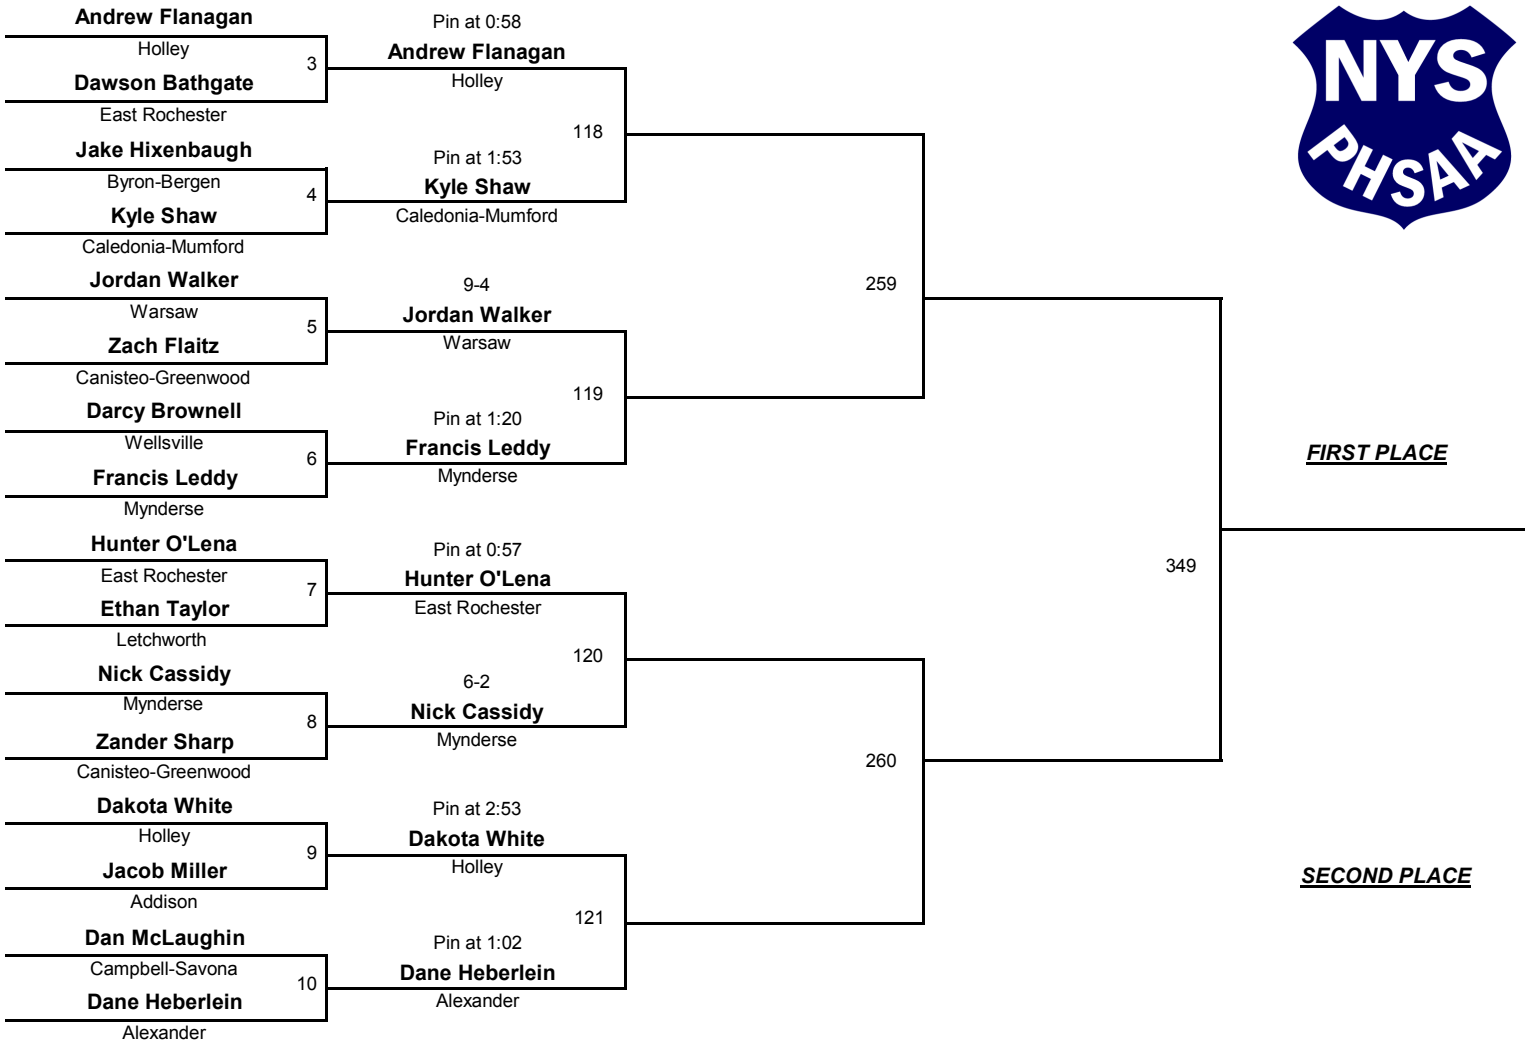 Andrew Flanagan
Holley
3
Dawson Bathgate
East Rochester
Jake Hixenbaugh
Byron-Bergen
4
Kyle Shaw
Caledonia-Mumford
Jordan Walker
Warsaw
5
Zach Flaitz
Canisteo-Greenwood
Darcy Brownell
Wellsville
6
Francis Leddy
Mynderse
Hunter O'Lena
East Rochester
7
Ethan Taylor
Letchworth
Nick Cassidy
Mynderse
8
Zander Sharp
Canisteo-Greenwood
Dakota White
Holley
9
Jacob Miller
Addison
Dan McLaughin
Campbell-Savona
10
Dane Heberlein
Alexander
Pin at 0:58
Andrew Flanagan
Holley
118
Pin at 1:53
Kyle Shaw
Caledonia-Mumford
9-4
Jordan Walker
Warsaw
119
Pin at 1:20
Francis Leddy
Mynderse
Pin at 0:57
Hunter O'Lena
East Rochester
120
6-2
Nick Cassidy
Mynderse
Pin at 2:53
Dakota White
Holley
121
Pin at 1:02
Dane Heberlein
Alexander
259
260
349
NYS
PHSAA
FIRST PLACE
SECOND PLACE